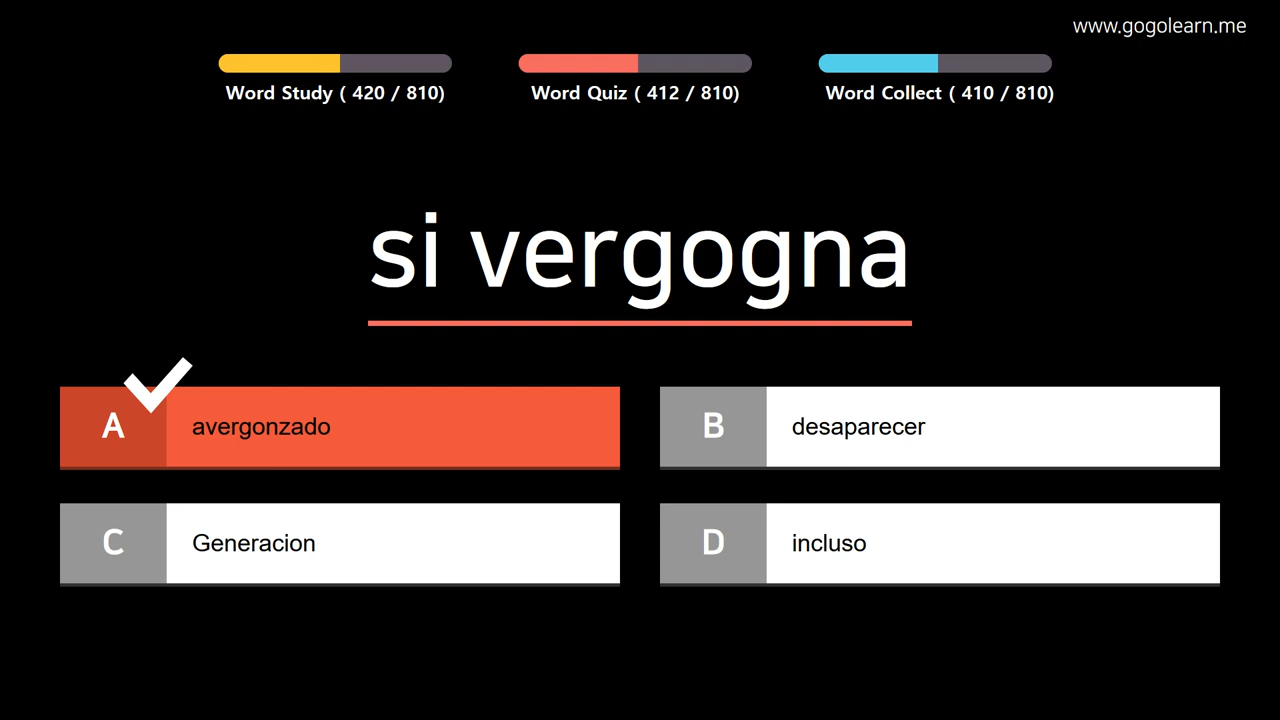 www.gogolearn.me
Word Study ( 420 / 810)
Word Quiz ( 412 / 810)
Word Collect ( 410 / 810)
si vergogna
A avergonzado
B desaparecer
C Generacion
D incluso